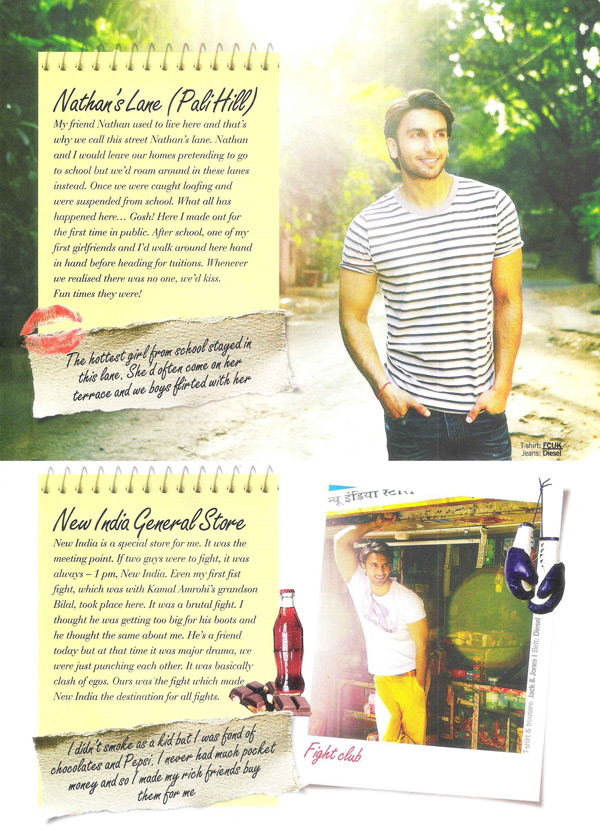 Nathan's Lane (Pali Hill)
My friend Nathan used to live here and that's
why we call this street Nathan's lane. Nathan
and I would leave our homes pretending to go
to school but we'd roam around in these lanes
instead. Once we were caught loafing and
were suspended from school. What all has
happened here… Gosh! Here I made out for
the first time in public. After school, one of my
first girlfriends and I'd walk around here hand
in hand before heading for tuitions. Whenever
we realised there was no one, we'd kiss.
Fun times they were!
The hottest girl from school stayed in
this lane. She'd often come on her
terrace and we boys flirted with her
T-shirt: FCUK
Jeans: Diesel
New India General Store
New India is a special store for me. It was the
meeting point. If two guys were to fight, it was
always – 1 pm, New India. Even my first fist
fight, which was with Kamal Amrohi's grandson
Bilal, took place here. It was a brutal fight. I
thought he was getting too big for his boots and
he thought the same about me. He's a friend
today but at that time it was major drama, we
were just punching each other. It was basically
clash of egos. Ours was the fight which made
New India the destination for all fights.
I didn't smoke as a kid but I was fond of
chocolates and Pepsi. I never had much pocket
money and so I made my rich friends buy
them for me
न्यू इंडिया
Fight club
T-shirt & trousers: Jack & Jones I Belt: Diesel